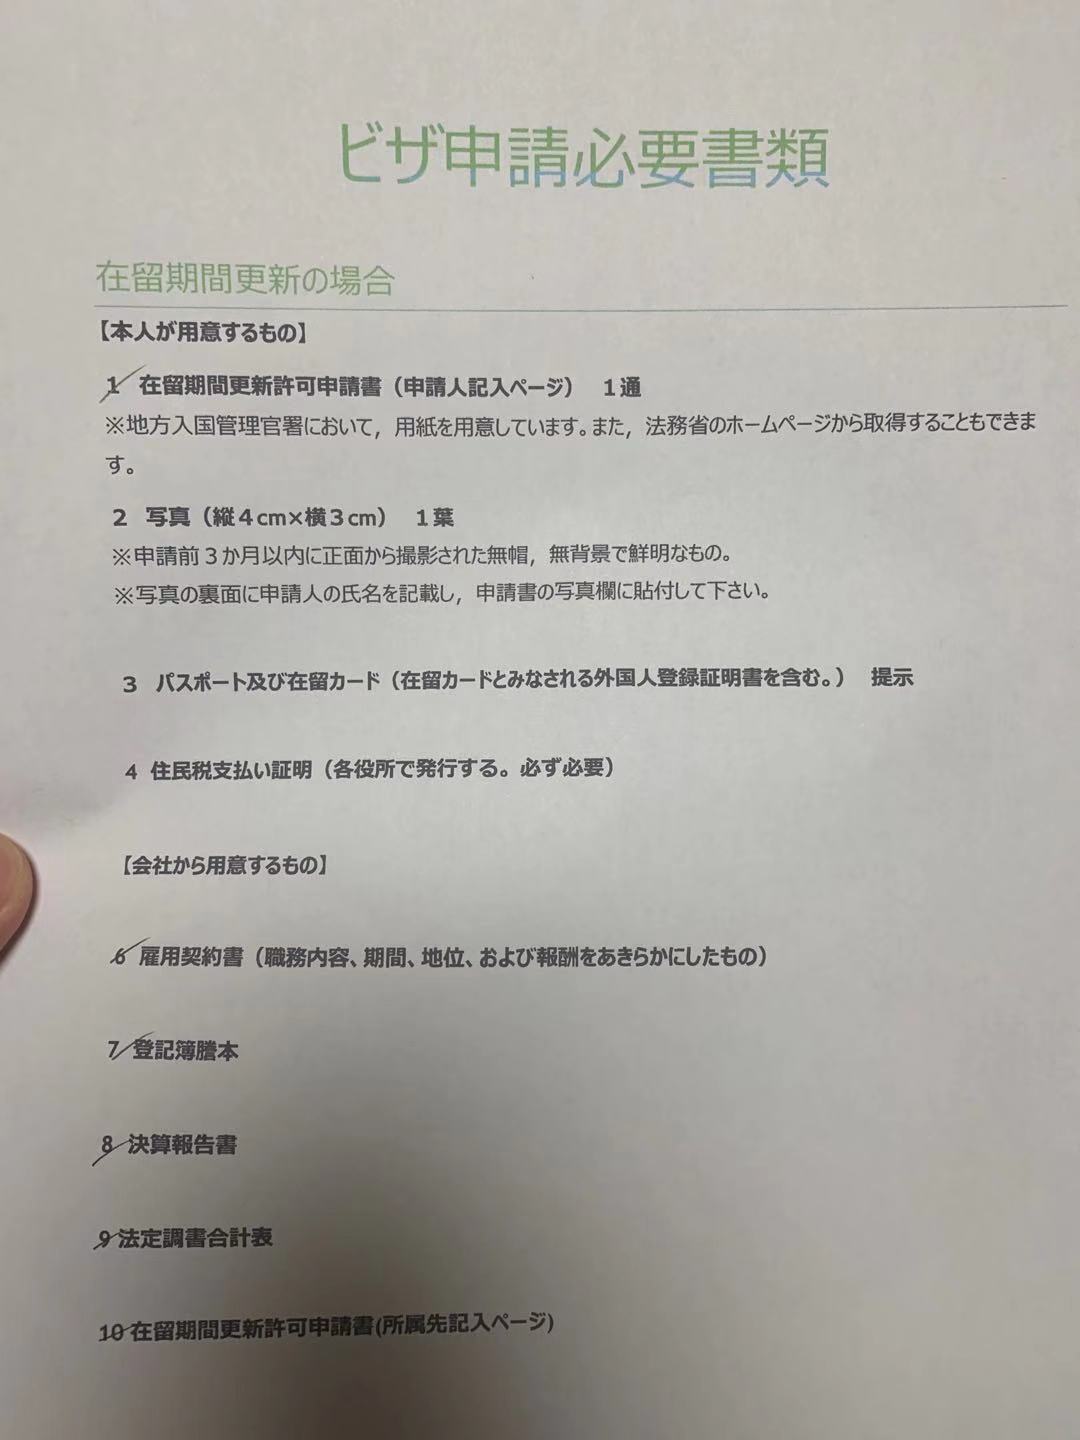 ビザ申請必要書類
在留期間更新の場合
【本人が用意するもの】
1 在留期間更新許可申請書（申請人記入ページ） 1通
※地方入国管理官署において，用紙を用意しています。また，法務省のホームページから取得することもできま
す。
2 写真（縦４cm×横３cm） 1葉
※申請前３か月以内に正面から撮影された無帽，無背景で鮮明なもの。
※写真の裏面に申請人の氏名を記載し，申請書の写真欄に貼付して下さい。
3 パスポート及び在留カード（在留カードとみなされる外国人登録証明書を含む。） 提示
4 住民税支払い証明（各役所で発行する。必ず必要）
【会社から用意するもの】
6 雇用契約書（職務内容、期間、地位、および報酬をあきらかにしたもの）
7 登記簿謄本
8 決算報告書
9 法定調書合計表
10 在留期間更新許可申請書(所属先記入ページ)